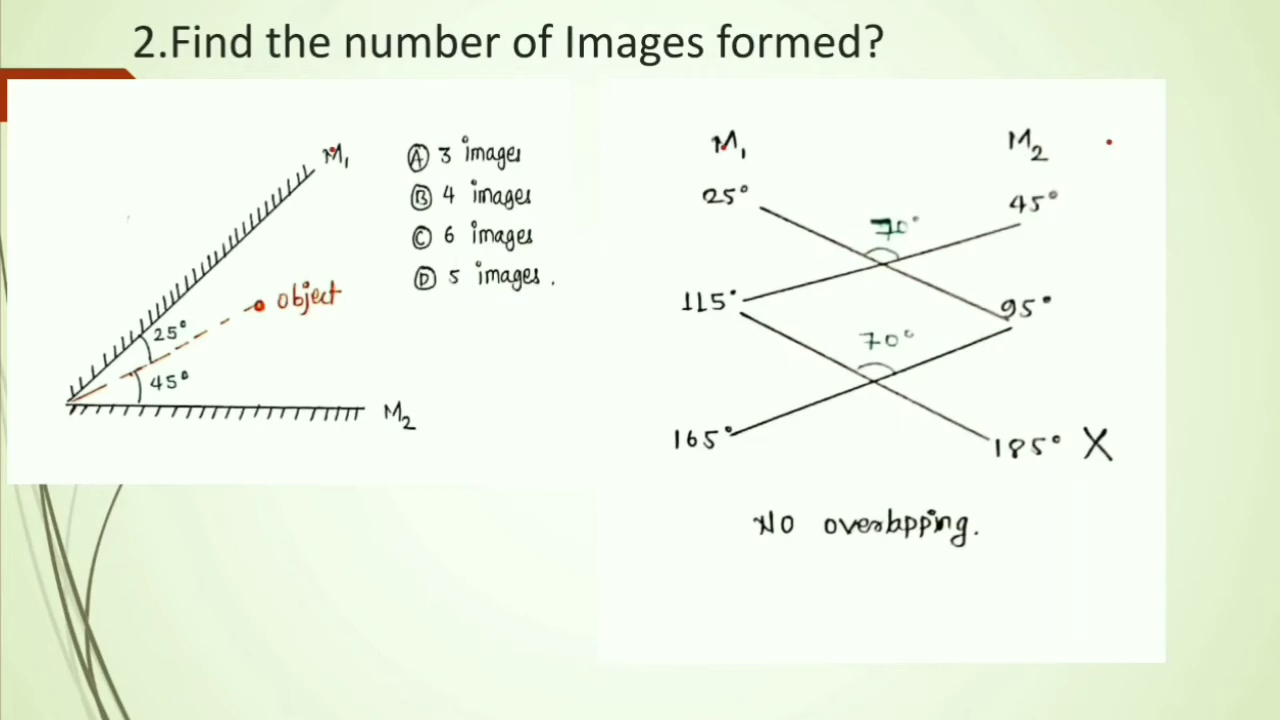 2.Find the number of Images formed?
M₁
Ⓐ 3 images
Ⓑ 4 images
Ⓒ 6 images
Ⓓ 5 images.
object
25°
45°
M₂
M₁ M₂
25° 45°
70°
115° 95°
70°
165° 185° X
No overlapping.